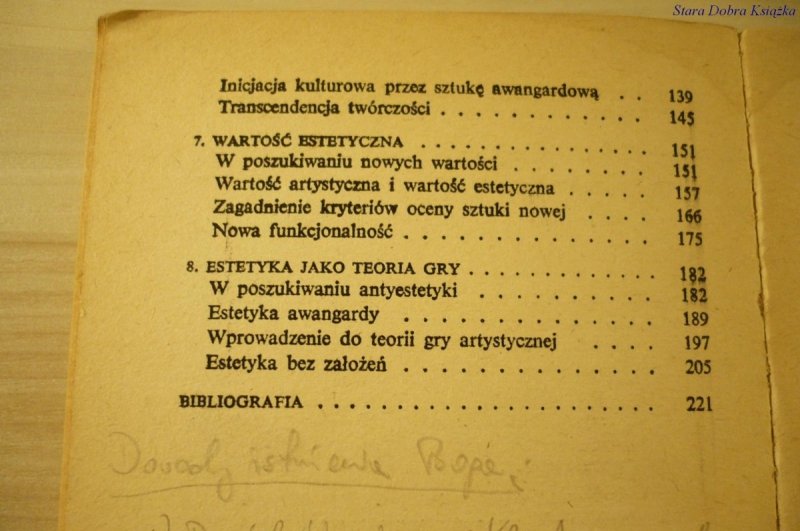 Stara Dobra Książka
Inicjacja kulturowa przez sztukę awangardową . . 139
Transcendencja twórczości . . . . . . . . . . . . 145
7. WARTOŚĆ ESTETYCZNA . . . . . . . . . . . . 151
W poszukiwaniu nowych wartości . . . . . . . . 151
Wartość artystyczna i wartość estetyczna . . . . . 157
Zagadnienie kryteriów oceny sztuki nowej . . . . 166
Nowa funkcjonalność . . . . . . . . . . . . . . 175
8. ESTETYKA JAKO TEORIA GRY . . . . . . . . . . . 182
W poszukiwaniu antyestetyki . . . . . . . . . . 182
Estetyka awangardy . . . . . . . . . . . . . . 189
Wprowadzenie do teorii gry artystycznej . . . . 197
Estetyka bez założeń . . . . . . . . . . . . . . 205
BIBLIOGRAFIA . . . . . . . . . . . . . . . . . . 221
Dowody istnienia Boga: